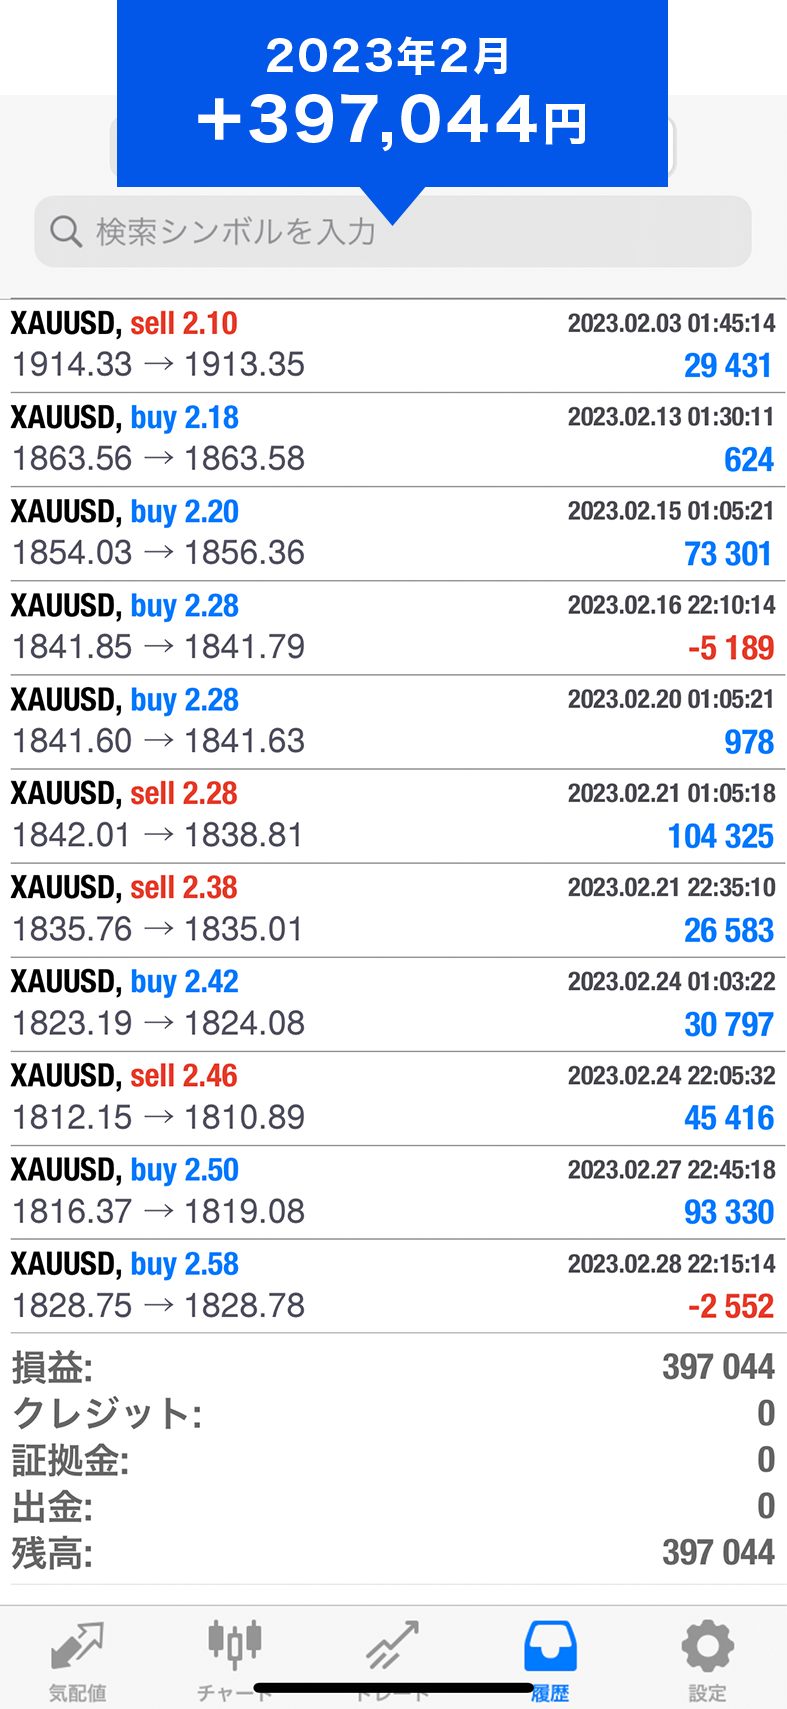 2023年2月
+397,044円
検索シンボルを入力
XAUUSD, sell 2.10 2023.02.03 01:45:14
1914.33 → 1913.35 29 431
XAUUSD, buy 2.18 2023.02.13 01:30:11
1863.56 → 1863.58 624
XAUUSD, buy 2.20 2023.02.15 01:05:21
1854.03 → 1856.36 73 301
XAUUSD, buy 2.28 2023.02.16 22:10:14
1841.85 → 1841.79 -5 189
XAUUSD, buy 2.28 2023.02.20 01:05:21
1841.60 → 1841.63 978
XAUUSD, sell 2.28 2023.02.21 01:05:18
1842.01 → 1838.81 104 325
XAUUSD, sell 2.38 2023.02.21 22:35:10
1835.76 → 1835.01 26 583
XAUUSD, buy 2.42 2023.02.24 01:03:22
1823.19 → 1824.08 30 797
XAUUSD, sell 2.46 2023.02.24 22:05:32
1812.15 → 1810.89 45 416
XAUUSD, buy 2.50 2023.02.27 22:45:18
1816.37 → 1819.08 93 330
XAUUSD, buy 2.58 2023.02.28 22:15:14
1828.75 → 1828.78 -2 552
損益: 397 044
クレジット: 0
証拠金: 0
出金: 0
残高: 397 044
気配値 チャート トレード 履歴 設定